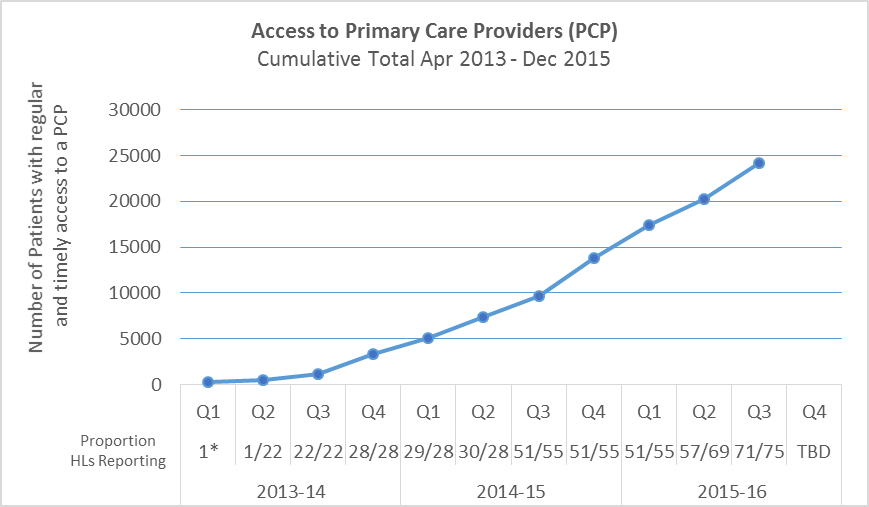 Access to Primary Care Providers (PCP)
Cumulative Total Apr 2013 - Dec 2015
Number of Patients with regular
and timely access to a PCP
30000
25000
20000
15000
10000
5000
0
Q1 Q2 Q3 Q4 Q1 Q2 Q3 Q4 Q1 Q2 Q3 Q4
Proportion
HLs Reporting
1* 1/22 22/22 28/28 29/28 30/28 51/55 51/55 51/55 57/69 71/75 TBD
2013-14 2014-15 2015-16